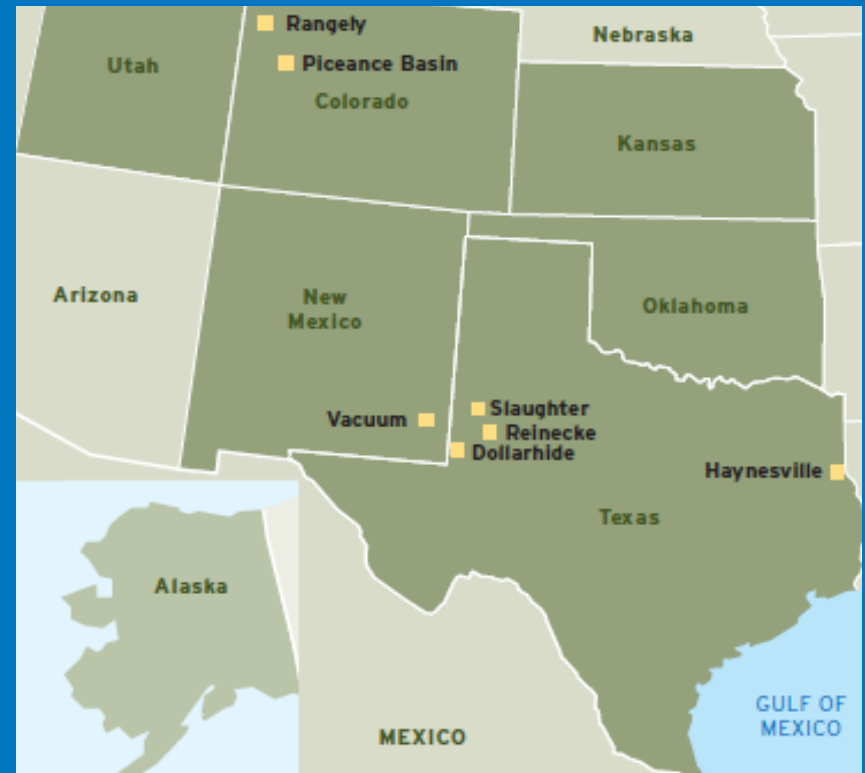 Rangely
Nebraska
Utah
Piceance Basin
Colorado
Kansas
Arizona
New
Mexico
Oklahoma
Vacuum
Slaughter
Reinecke
Dollarhide
Haynesville
Texas
Alaska
GULF OF
MEXICO
MEXICO